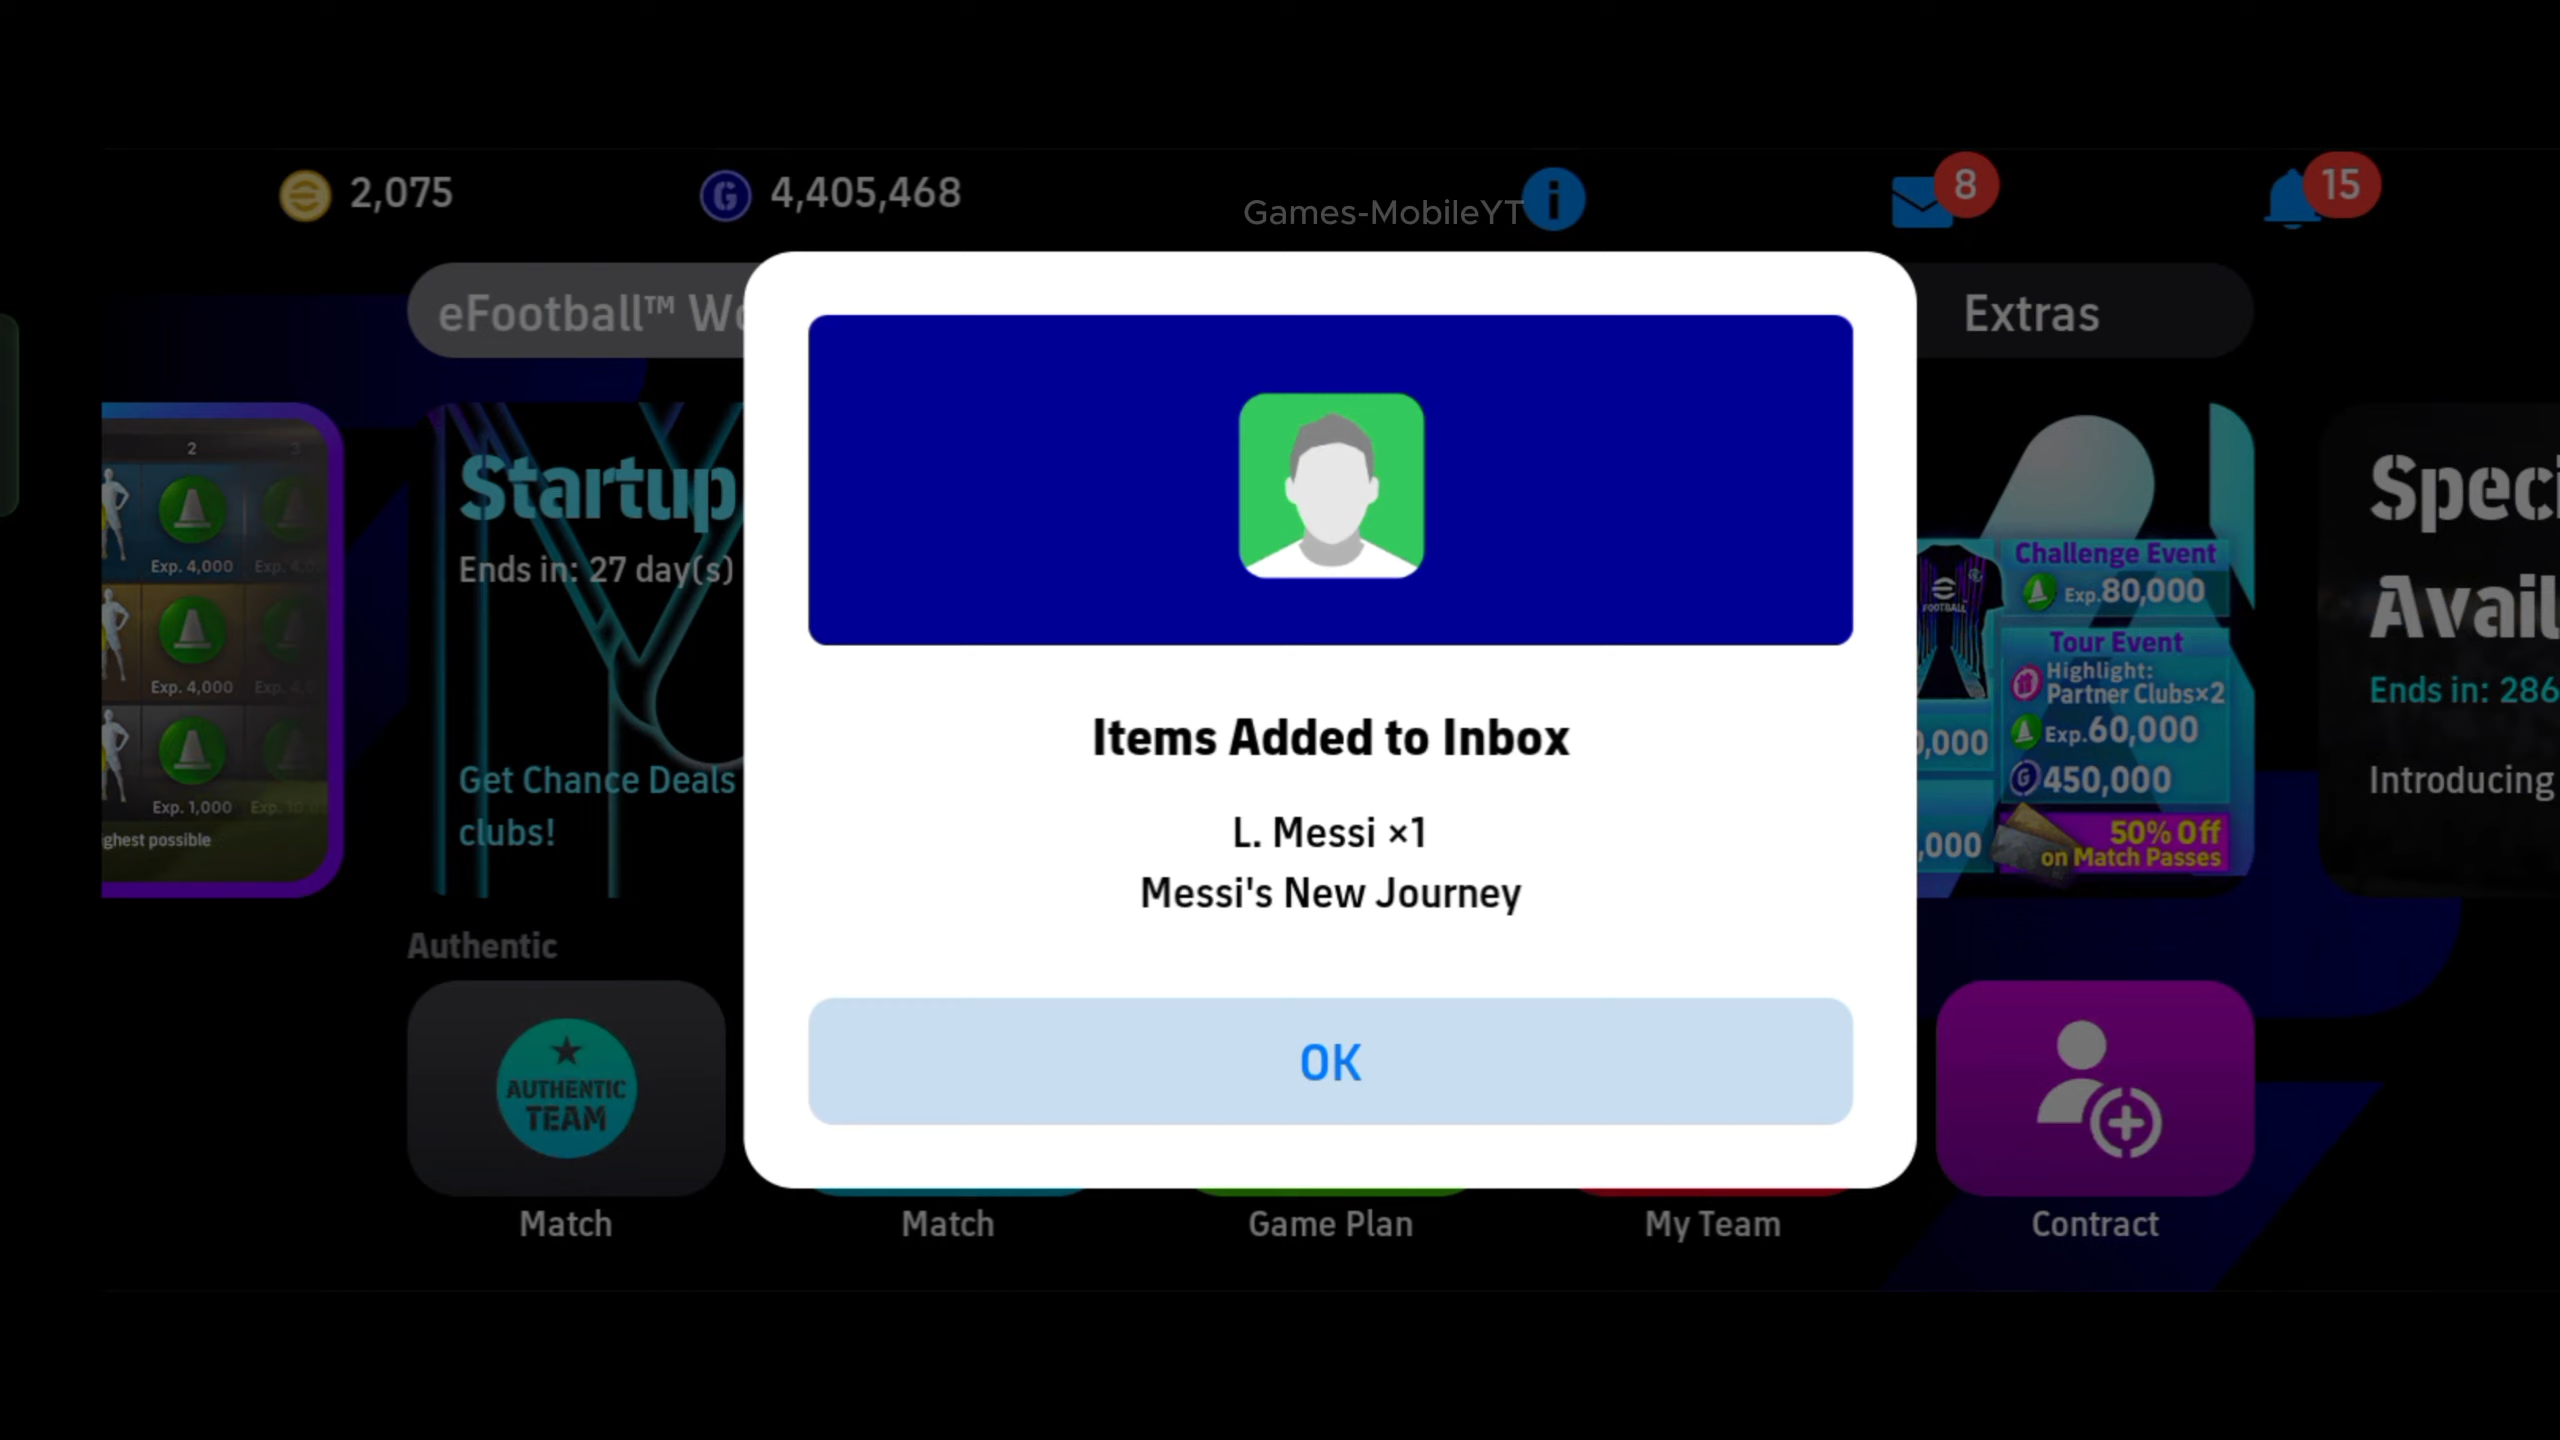 2,075
4,405,468
Games-MobileYT
8
15
eFootball™
Extras
2
3
Exp. 4,000
Exp. 4,000
Exp. 1,000
ghest possible
Startup
Ends in: 27 day(s)
Get Chance Deals
clubs!
Items Added to Inbox
L. Messi ×1
Messi's New Journey
OK
FOOTBALL
Challenge Event
Exp.80,000
Tour Event
Highlight:
Partner Clubs×2
Exp.60,000
G 450,000
,000
50% Off
on Match Passes
Ends in: 286
Introducing
Authentic
AUTHENTIC
TEAM
Match
Match
Game Plan
My Team
Contract